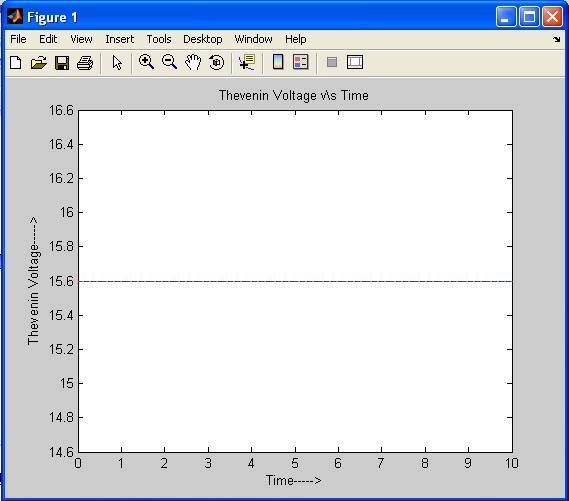 Figure 1
File Edit View Insert Tools Desktop Window Help
Thevenin Voltage v\s Time
16.6
16.4
16.2
16
15.8
15.6
15.4
15.2
15
14.8
14.6
Thevenin Voltage----->
0 1 2 3 4 5 6 7 8 9 10
Time----->